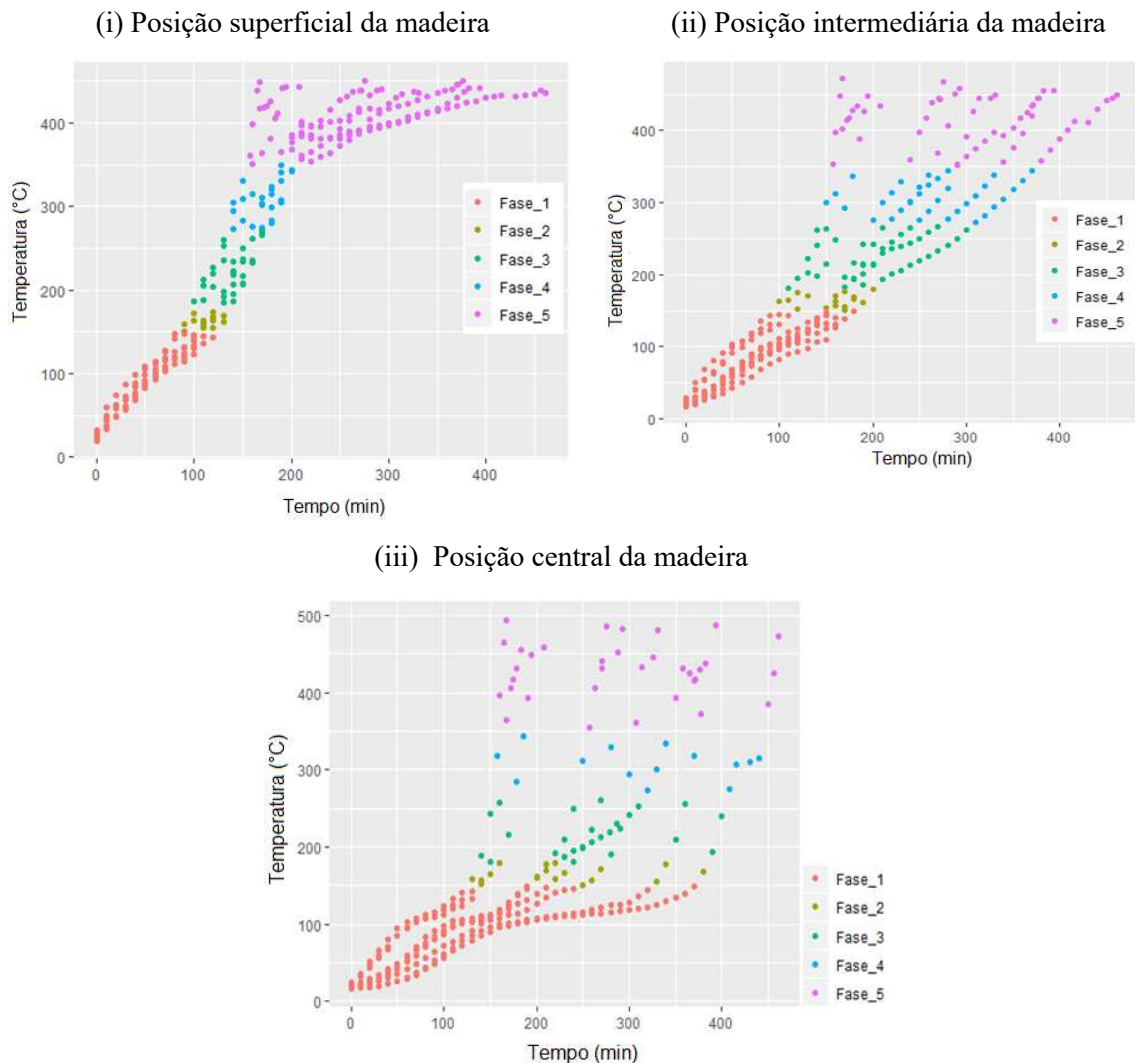 (i) Posição superficial da madeira
(ii) Posição intermediária da madeira
Temperatura (°C)
400
300
200
100
0
Fase_1
Fase_2
Fase_3
Fase_4
Fase_5
0 100 200 300 400
Tempo (min)
Temperatura (°C)
400
300
200
100
0
Fase_1
Fase_2
Fase_3
Fase_4
Fase_5
0 100 200 300 400
Tempo (min)
(iii) Posição central da madeira
Temperatura (°C)
500
400
300
200
100
0
Fase_1
Fase_2
Fase_3
Fase_4
Fase_5
0 100 200 300 400
Tempo (min)